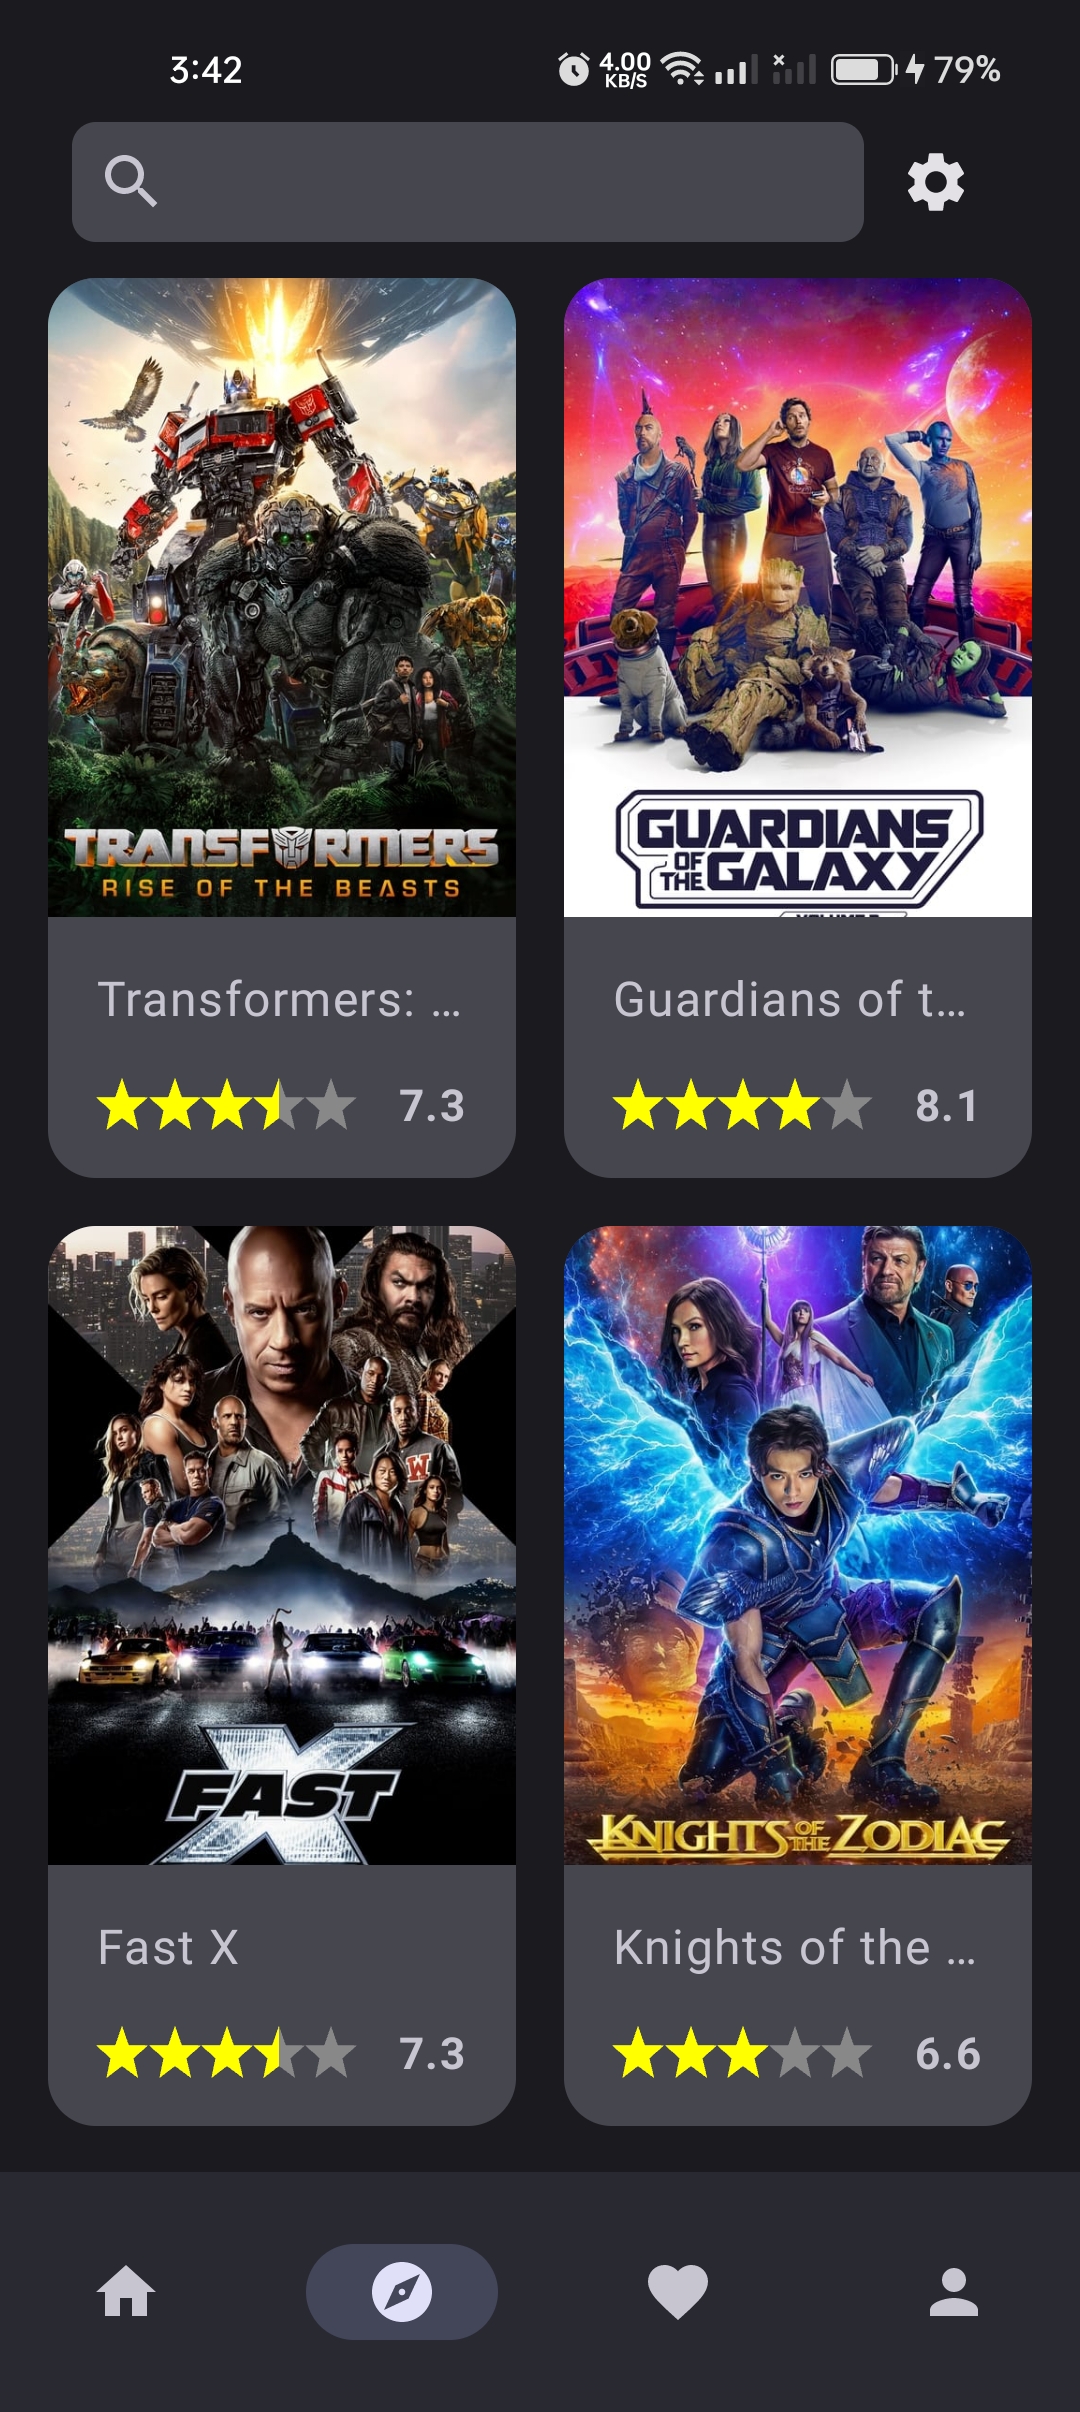 3:42
4.00
KB/S
79%
TRANSFORMERS
RISE OF THE BEASTS
GUARDIANS
OF THE GALAXY
Transformers: …
Guardians of t…
7.3
8.1
W
X
FAST
KNIGHTS OF THE ZODIAC
Fast X
Knights of the …
7.3
6.6